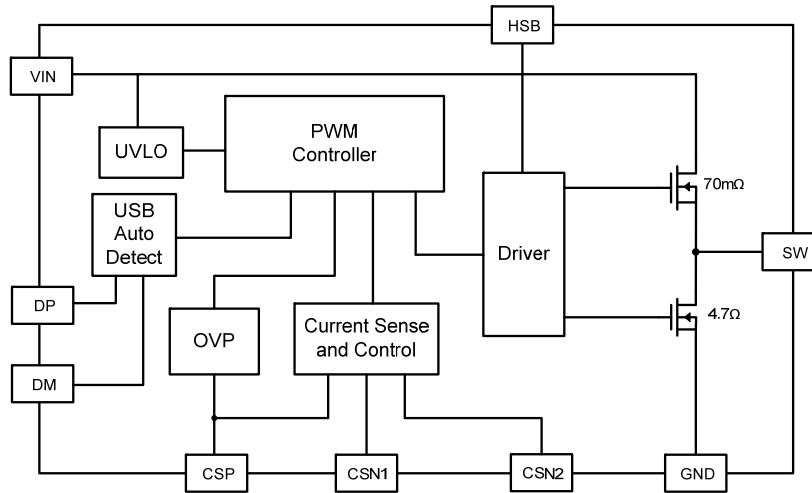 HSB
VIN
PWM
Controller
UVLO
70mΩ
USB
Auto
Detect
Driver
SW
DP
OVP
Current Sense
and Control
4.7Ω
DM
CSP
CSN1
CSN2
GND